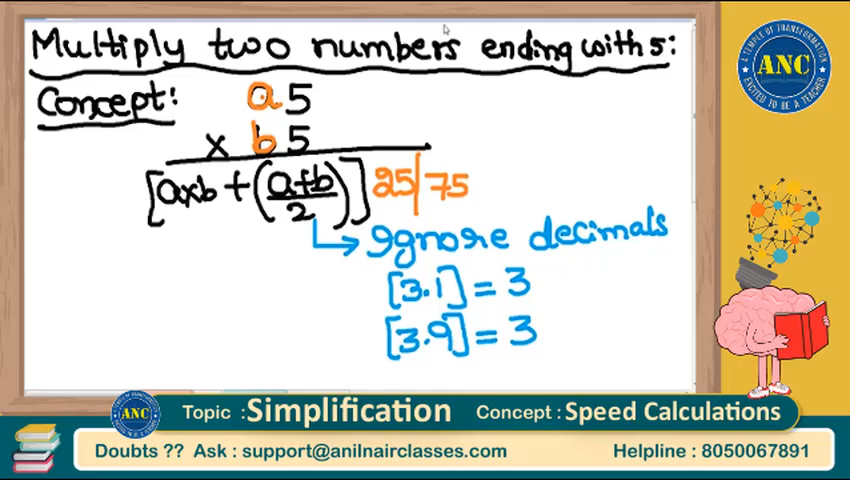 Multiply two numbers ending with 5:
Concept: a5
x b5
[axb + (a+b/2)] 25|75
Ignore decimals
[3.1] = 3
[3.9] = 3
A TEMPLE OF TRANSFORMATION
ANC
EXCITED TO BE A TEACHER
ANC
Topic : Simplification Concept : Speed Calculations
Doubts ?? Ask : support@anilnairclasses.com Helpline : 8050067891